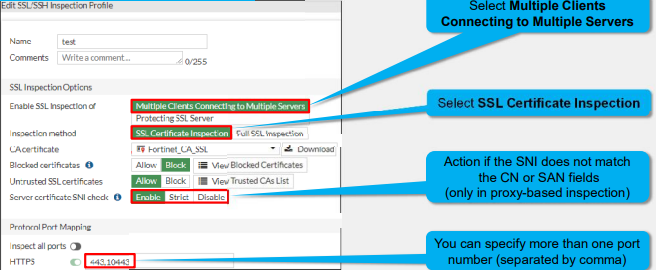 Edit SSL/SSH Inspection Profile
Select Multiple Clients
Connecting to Multiple Servers
Name test
Comments Write a comment... 0/255
SSL Inspection Options
Enable SSL Inspection of Multiple Clients Connecting to Multiple Servers
Protecting SSL Server
Select SSL Certificate Inspection
Inspection method SSL Certificate Inspection Full SSL Inspection
CA certificate Fortinet_CA_SSL Download
Blocked certificates Allow Block View Blocked Certificates
Untrusted SSL certificates Allow Block View Trusted CAs List
Server certificate SNI check Enable Strict Disable
Action if the SNI does not match
the CN or SAN fields
(only in proxy-based inspection)
Protocol Port Mapping
Inspect all ports
HTTPS 443,10443
You can specify more than one port
number (separated by comma)